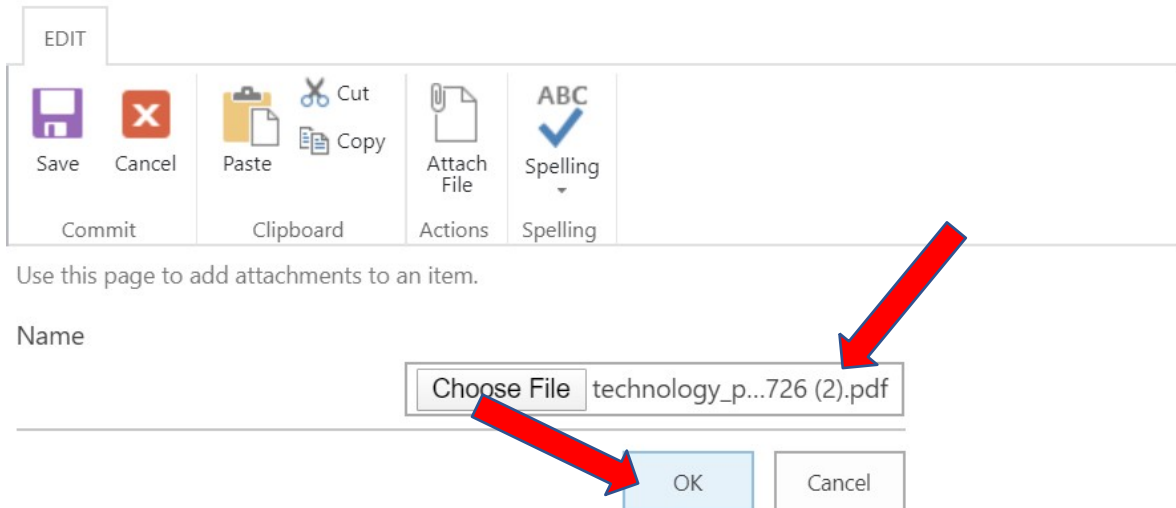 EDIT
Cut
Copy
ABC
Save Cancel Paste Attach File Spelling
Commit Clipboard Actions Spelling
Use this page to add attachments to an item.
Name
Choose File technology_p...726 (2).pdf
OK Cancel